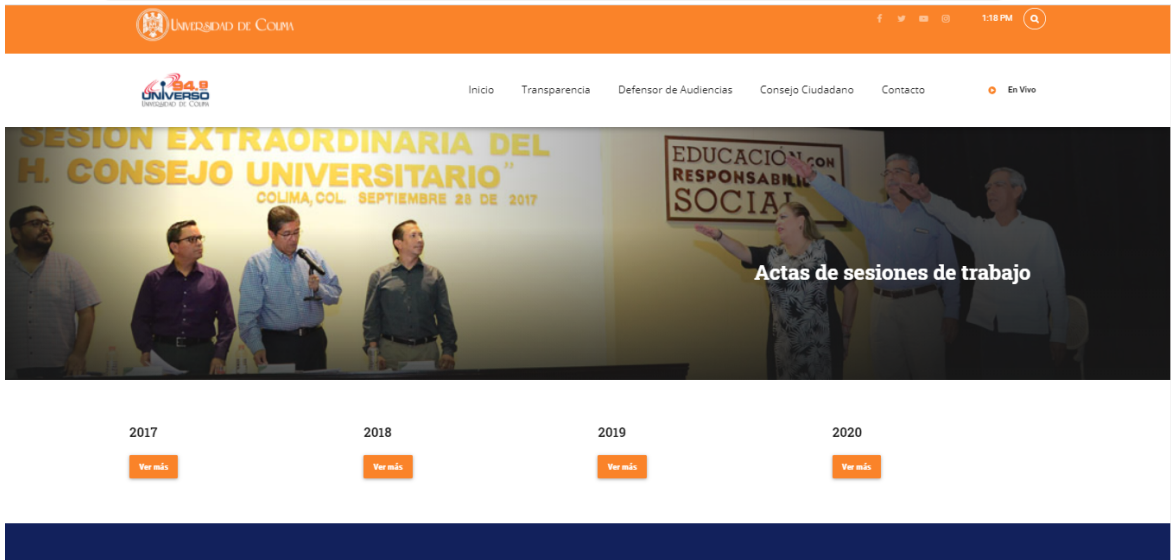 UNIVERSIDAD DE COLIMA
1:18 PM
94.9
UNIVERSO
UNIVERSIDAD DE COLIMA
Inicio Transparencia Defensor de Audiencias Consejo Ciudadano Contacto En Vivo
SESIÓN EXTRAORDINARIA DEL
H. CONSEJO UNIVERSITARIO"
COLIMA, COL. SEPTIEMBRE 28 DE 2017
EDUCACIÓN CON
RESPONSABILIDAD
SOCIAL
Actas de sesiones de trabajo
2017 2018 2019 2020
Ver más Ver más Ver más Ver más